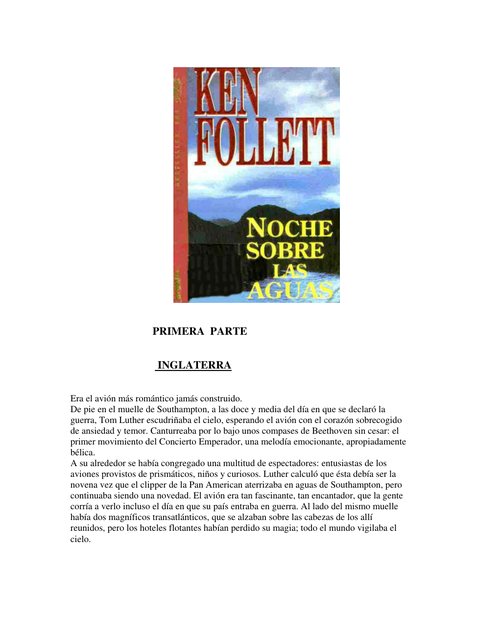 KEN
FOLLETT
NOCHE
SOBRE
LAS
AGUAS
PRIMERA PARTE
INGLATERRA
Era el avión más romántico jamás construido.
De pie en el muelle de Southampton, a las doce y media del día en que se declaró la
guerra, Tom Luther escudriñaba el cielo, esperando el avión con el corazón sobrecogido
de ansiedad y temor. Canturreaba por lo bajo unos compases de Beethoven sin cesar: el
primer movimiento del Concierto Emperador, una melodía emocionante, apropiadamente
bélica.
A su alrededor se había congregado una multitud de espectadores: entusiastas de los
aviones provistos de prismáticos, niños y curiosos. Luther calculó que ésta debía ser la
novena vez que el clipper de la Pan American aterrizaba en aguas de Southampton, pero
continuaba siendo una novedad. El avión era tan fascinante, tan encantador, que la gente
corría a verlo incluso el día en que su país entraba en guerra. Al lado del mismo muelle
había dos magníficos transatlánticos, que se alzaban sobre las cabezas de los allí
reunidos, pero los hoteles flotantes habían perdido su magia; todo el mundo vigilaba el
cielo.